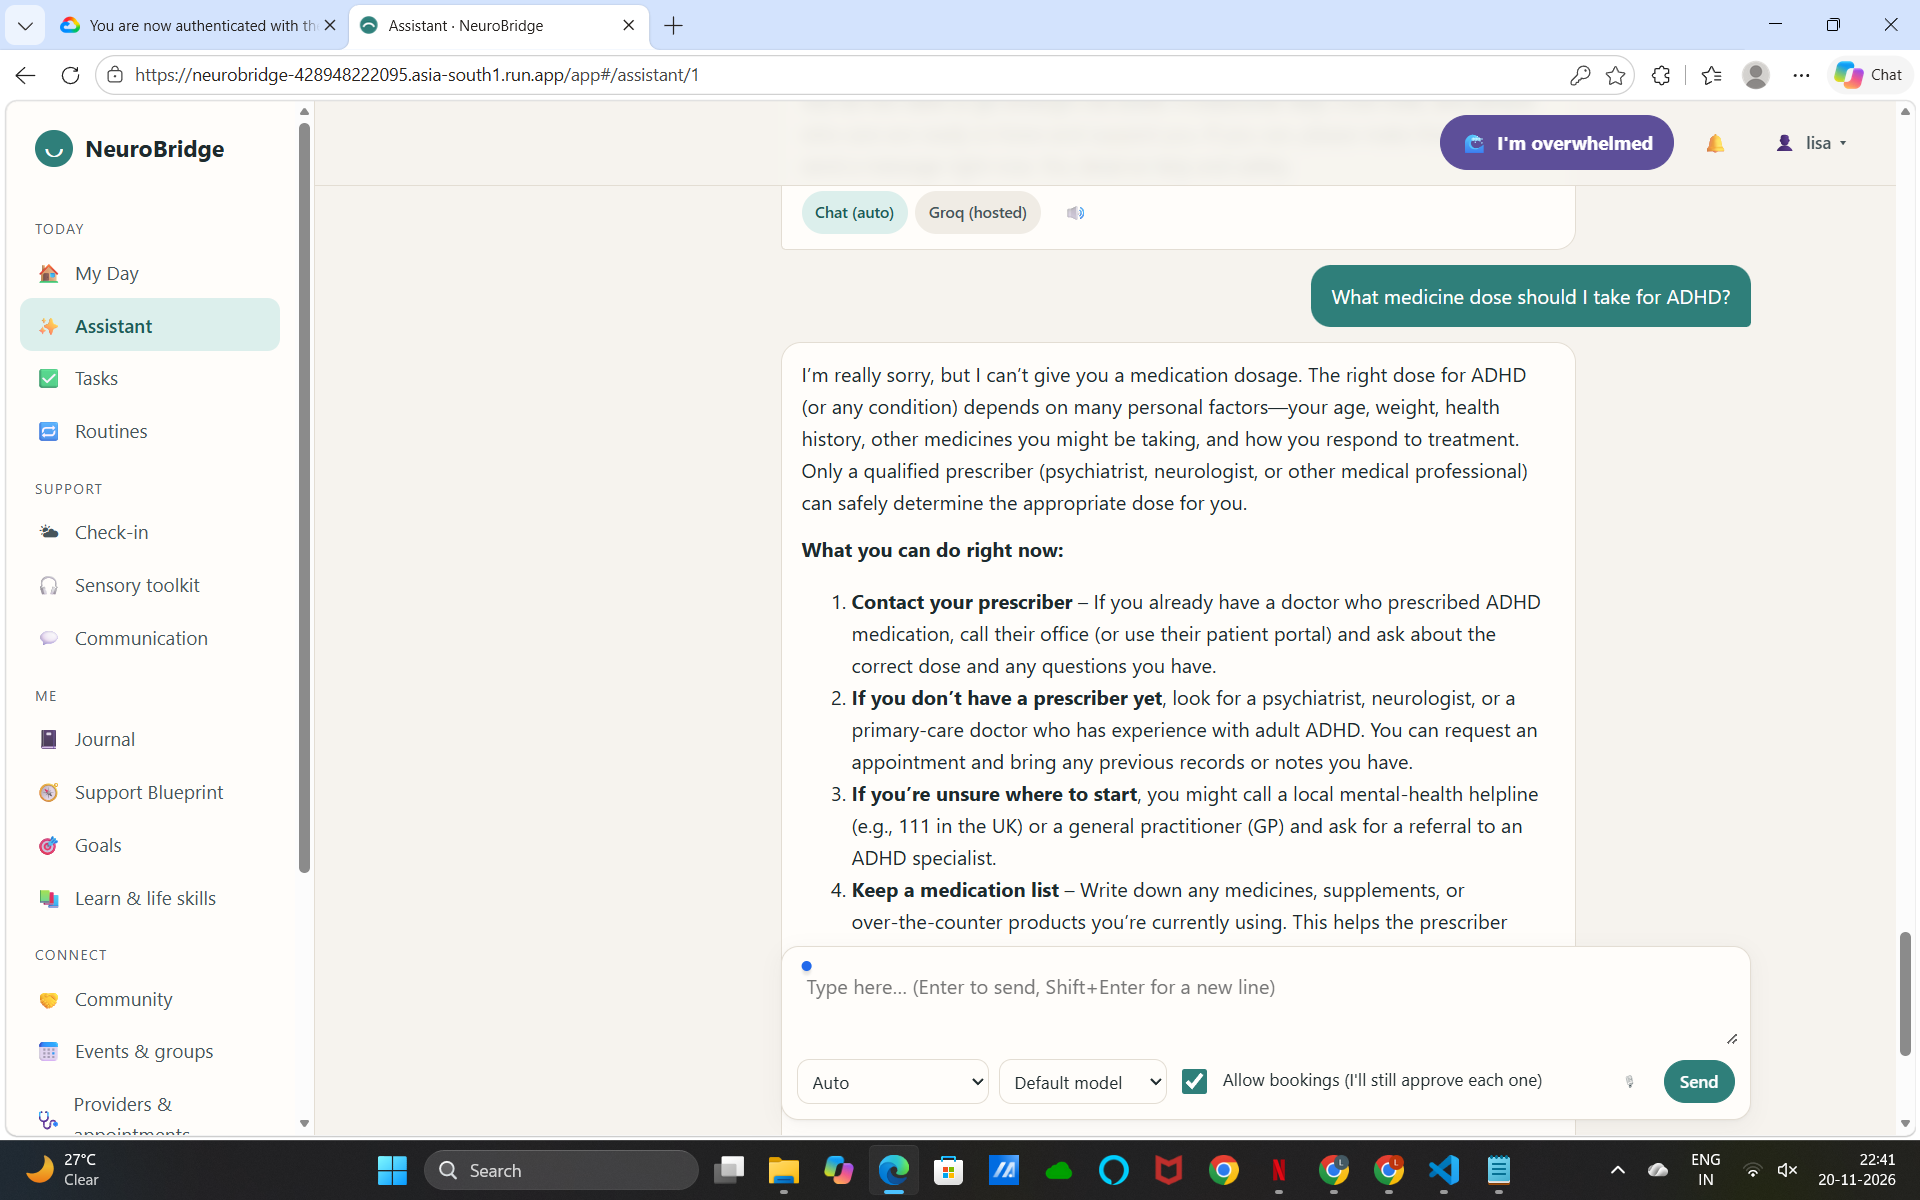 You are now authenticated with th
Assistant · NeuroBridge
https://neurobridge-428948222095.asia-south1.run.app/app#/assistant/1
Chat
NeuroBridge
TODAY
My Day
Assistant
Tasks
Routines
SUPPORT
Check-in
Sensory toolkit
Communication
ME
Journal
Support Blueprint
Goals
Learn & life skills
CONNECT
Community
Events & groups
Providers &
appointments
I'm overwhelmed
lisa
Chat (auto)
Groq (hosted)
What medicine dose should I take for ADHD?
I’m really sorry, but I can’t give you a medication dosage. The right dose for ADHD
(or any condition) depends on many personal factors—your age, weight, health
history, other medicines you might be taking, and how you respond to treatment.
Only a qualified prescriber (psychiatrist, neurologist, or other medical professional)
can safely determine the appropriate dose for you.
What you can do right now:
1. Contact your prescriber – If you already have a doctor who prescribed ADHD
medication, call their office (or use their patient portal) and ask about the
correct dose and any questions you have.
2. If you don’t have a prescriber yet, look for a psychiatrist, neurologist, or a
primary‑care doctor who has experience with adult ADHD. You can request an
appointment and bring any previous records or notes you have.
3. If you’re unsure where to start, you might call a local mental‑health helpline
(e.g., 111 in the UK) or a general practitioner (GP) and ask for a referral to an
ADHD specialist.
4. Keep a medication list – Write down any medicines, supplements, or
over‑the‑counter products you’re currently using. This helps the prescriber
Type here... (Enter to send, Shift+Enter for a new line)
Auto
Default model
Allow bookings (I'll still approve each one)
Send
27°C
Clear
Search
ENG
IN
22:41
20-11-2026